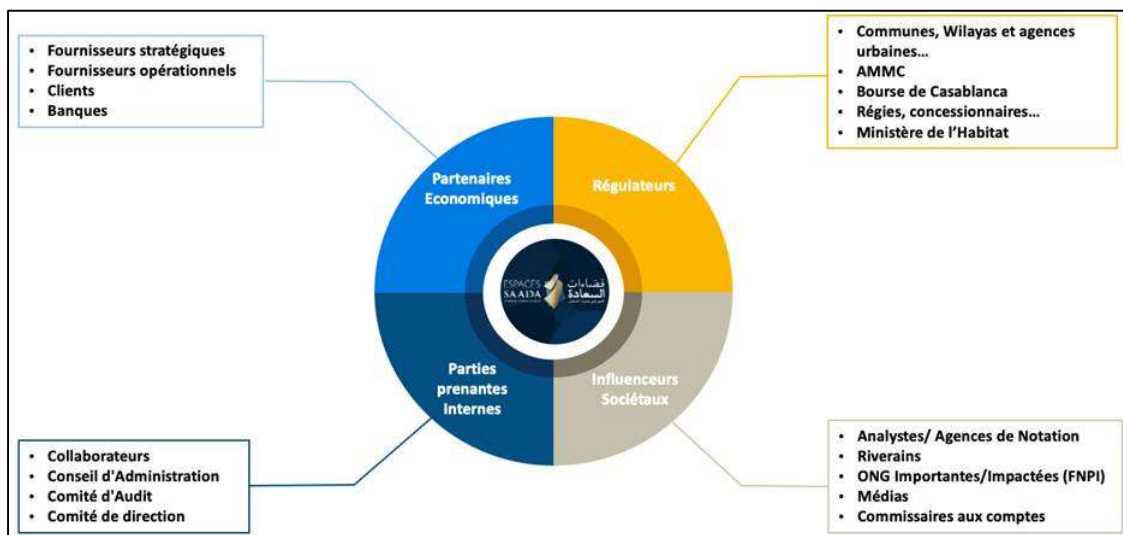 Fournisseurs stratégiques
Fournisseurs opérationnels
Clients
Banques
Communes, Wilayas et agences
urbaines…
AMMC
Bourse de Casablanca
Régies, concessionnaires…
Ministère de l'Habitat
Partenaires
Economiques
Régulateurs
ESPACES
SAADA
فضاءات
السعادة
Parties
prenantes
Internes
Influenceurs
Sociétaux
Collaborateurs
Conseil d'Administration
Comité d'Audit
Comité de direction
Analystes/ Agences de Notation
Riverains
ONG Importantes/Impactées (FNPI)
Médias
Commissaires aux comptes